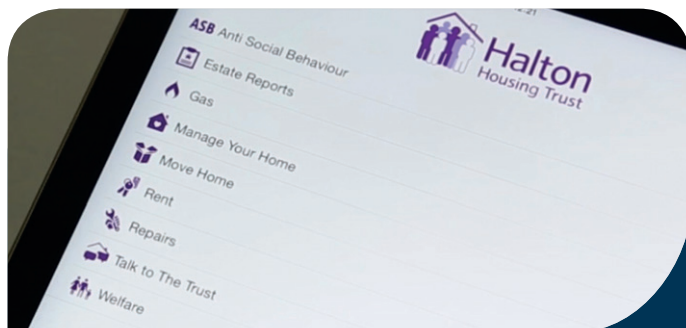 ASB Anti Social Behaviour
Estate Reports
Gas
Manage Your Home
Move Home
Rent
Repairs
Talk to The Trust
Welfare
Halton
Housing Trust